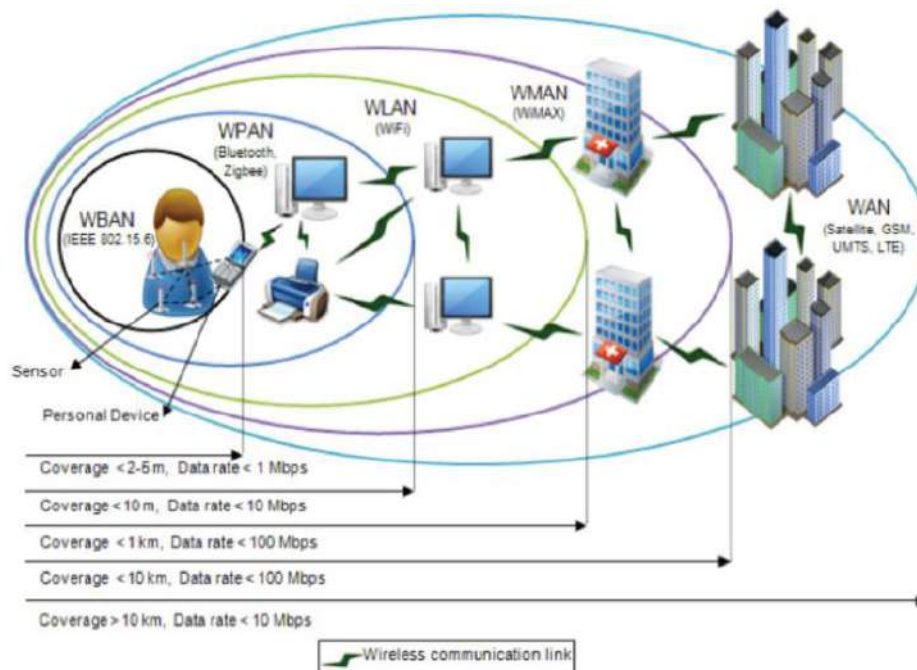 WMAN
(WiMAX)
WLAN
(WiFi)
WPAN
(Bluetooth,
Zigbee)
WBAN
(IEEE 802.15.6)
WAN
(Satellite, GSM,
UMTS, LTE)
Sensor
Personal Device
Coverage < 2-5 m, Data rate < 1 Mbps
Coverage < 10 m, Data rate < 10 Mbps
Coverage < 1 km, Data rate < 100 Mbps
Coverage < 10 km, Data rate < 100 Mbps
Coverage > 10 km, Data rate < 10 Mbps
Wireless communication link